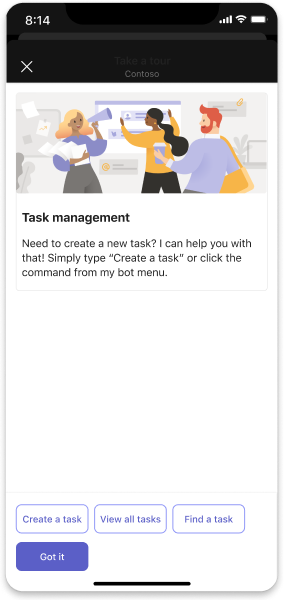 8:14
Take a tour
Contoso
Task management
Need to create a new task? I can help you with
that! Simply type “Create a task” or click the
command from my bot menu.
Create a task
View all tasks
Find a task
Got it